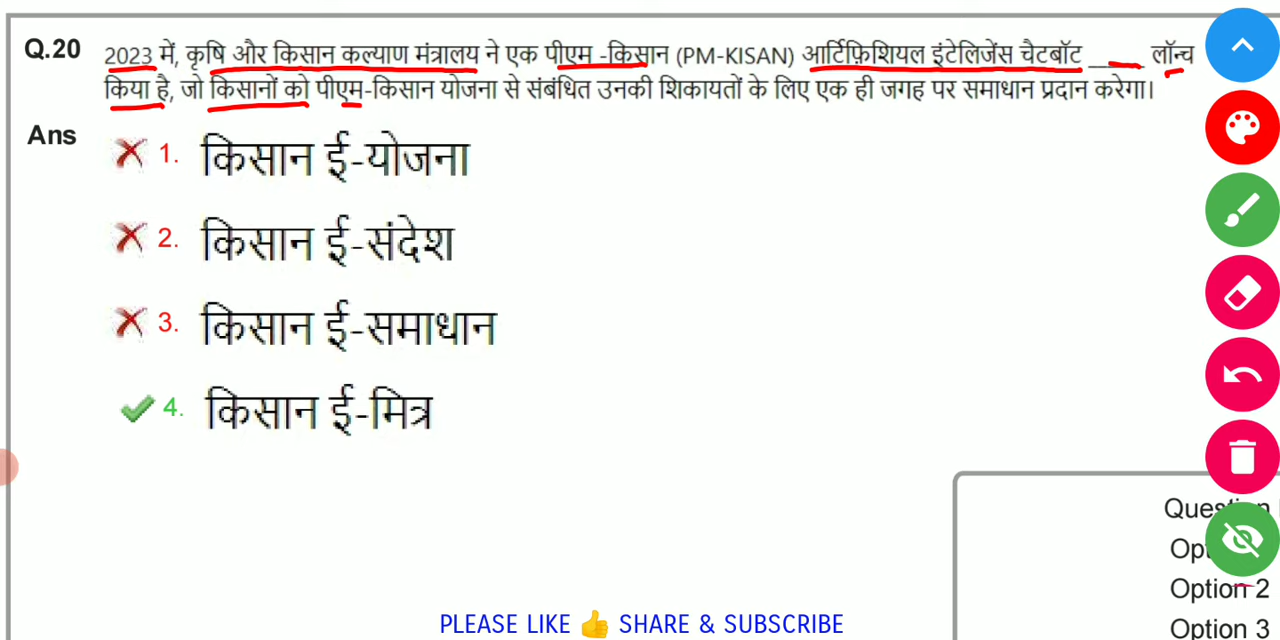 Q.20 2023 में, कृषि और किसान कल्याण मंत्रालय ने एक पीएम -किसान (PM-KISAN) आर्टिफ़िशियल इंटेलिजेंस चैटबॉट ____ लॉन्च
किया है, जो किसानों को पीएम-किसान योजना से संबंधित उनकी शिकायतों के लिए एक ही जगह पर समाधान प्रदान करेगा।
Ans
1. किसान ई-योजना
2. किसान ई-संदेश
3. किसान ई-समाधान
4. किसान ई-मित्र
Option 2
Option 3
PLEASE LIKE 👍 SHARE & SUBSCRIBE